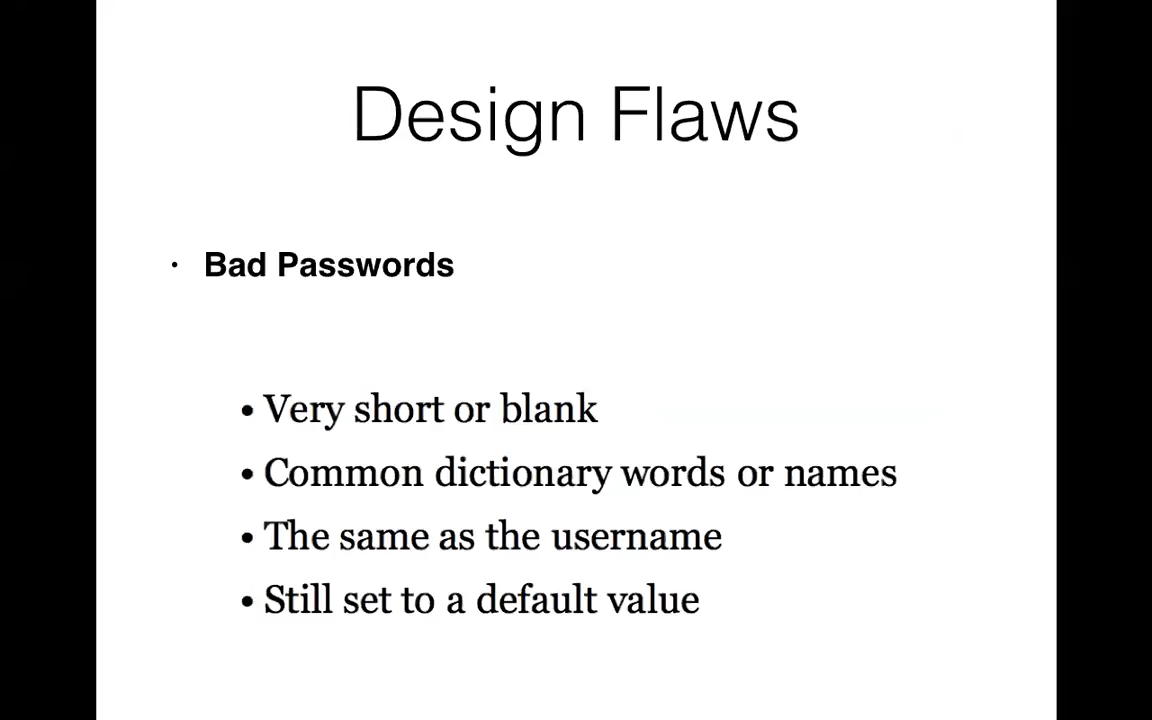 Design Flaws
· Bad Passwords
• Very short or blank
• Common dictionary words or names
• The same as the username
• Still set to a default value